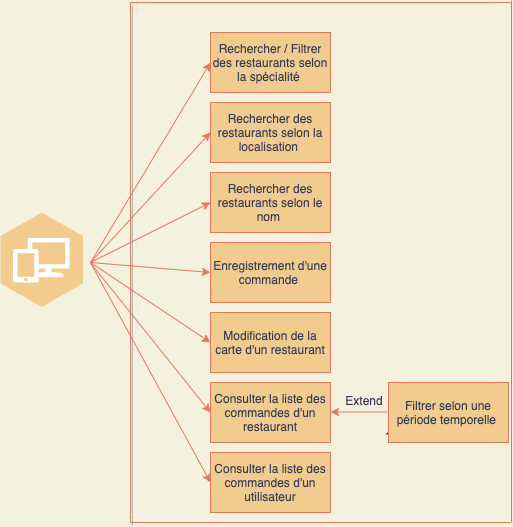 Rechercher / Filtrer
des restaurants selon
la spécialité
Rechercher des
restaurants selon la
localisation
Rechercher des
restaurants selon le
nom
Enregistrement d'une
commande
Modification de la
carte d'un restaurant
Consulter la liste des
commandes d'un
restaurant
Extend
Filtrer selon une
période temporelle
Consulter la liste des
commandes d'un
utilisateur